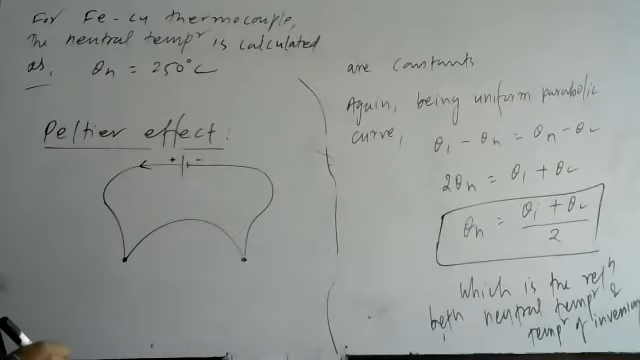 For Fe-Cu thermocouple,
the neutral tempr is calculated
as, θn = 250°C
Peltier effect:
+ -
are constants
Again, being uniform parabolic
curve,
θi - θn = θn - θc
2θn = θi + θc
θn = θi + θc / 2
Which is the reln
betn neutral tempr &
tempr of inversion